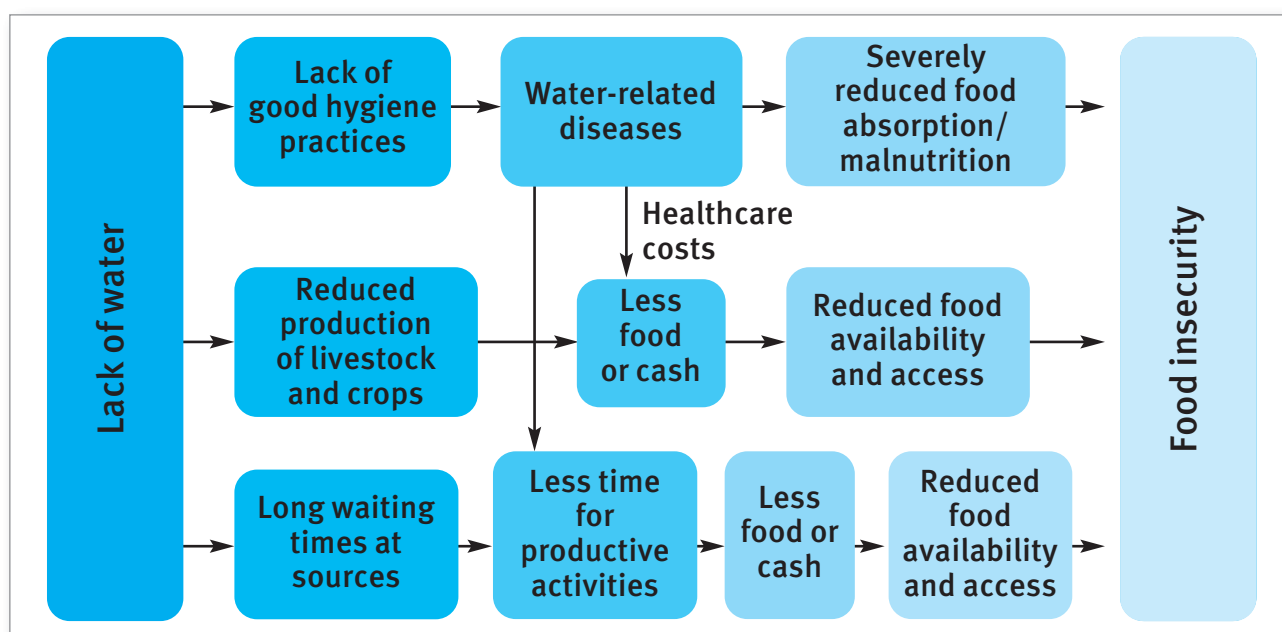 Lack of water
Lack of
good hygiene
practices
Water-related
diseases
Severely
reduced food
absorption/
malnutrition
Healthcare
costs
Reduced
production
of livestock
and crops
Less
food
or cash
Reduced food
availability
and access
Long waiting
times at
sources
Less time
for
productive
activities
Less
food or
cash
Reduced
food
availability
and access
Food insecurity